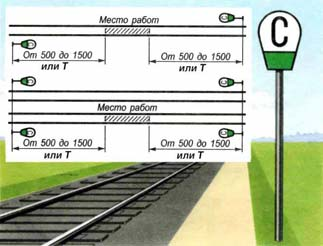 Место работ
От 500 до 1500 От 500 до 1500
или Т или Т
Место работ
От 500 до 1500 От 500 до 1500
или Т или Т
С